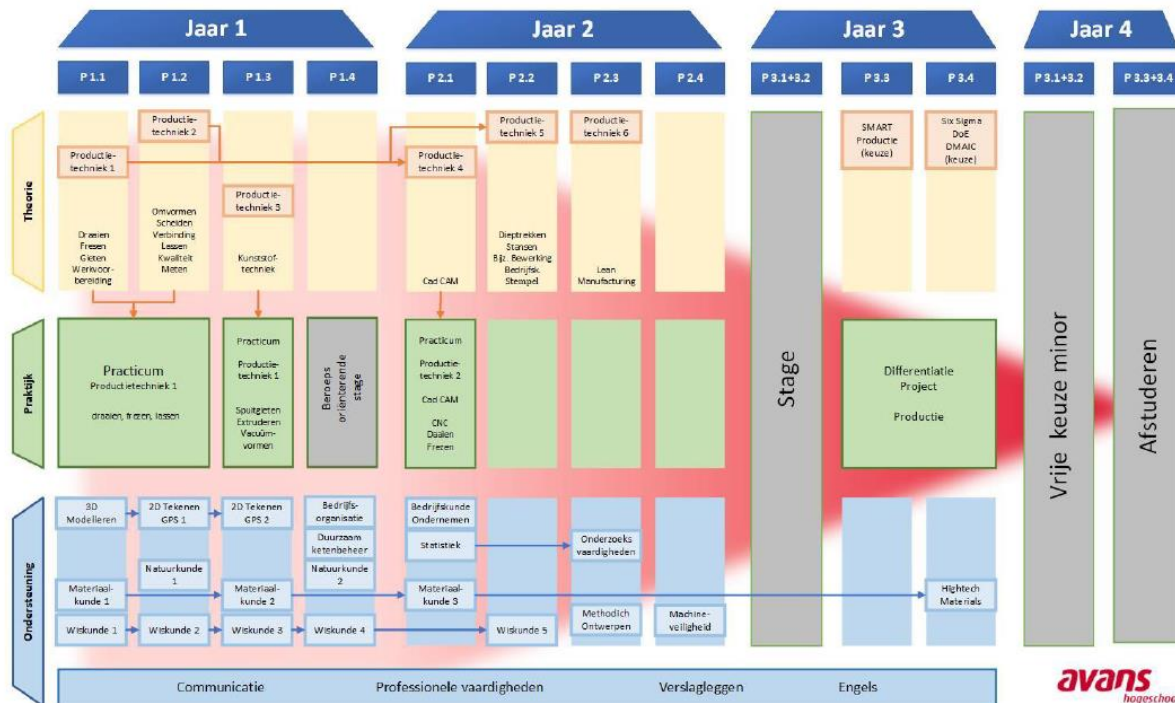 Jaar 1
Jaar 2
Jaar 3
Jaar 4
P 1.1
P 1.2
P 1.3
P 1.4
P 2.1
P 2.2
P 2.3
P 2.4
P 3.1+3.2
P 3.3
P 3.4
P 3.1+3.2
P 3.3+3.4
Theorie
Productie-
techniek 1
Draaien
Fresen
Gieten
Werkvoor-
bereiding
Productie-
techniek 2
Omvormen
Scheiden
Verbinding
Lassen
Kwaliteit
Meten
Productie-
techniek 3
Kunststof-
techniek
Productie-
techniek 4
Cad CAM
Productie-
techniek 5
Dieptrekken
Stansen
Bijz. Bewerking
Bedrijfsk.
Stempel
Productie-
techniek 6
Lean
Manufacturing
SMART
Productie
(keuze)
Six Sigma
DoE
DMAIC
(keuze)
Praktijk
Practicum
Productietechniek 1
draaien, frezen, lassen
Practicum
Productie-
techniek 1
Spuitgieten
Extruderen
Vacuüm-
vormen
Beroeps
oriënterende
stage
Practicum
Productie-
techniek 2
Cad CAM
CNC
Daaien
Frezen
Stage
Differentiatie
Project
Productie
Vrije keuze minor
Afstuderen
Ondersteuning
3D
Modelleren
2D Tekenen
GPS 1
2D Tekenen
GPS 2
Bedrijfs-
organisatie
Duurzaam
ketenbeheer
Natuurkunde
1
Natuurkunde
2
Materiaal-
kunde 1
Materiaal-
kunde 2
Wiskunde 1
Wiskunde 2
Wiskunde 3
Wiskunde 4
Bedrijfskunde
Ondernemen
Statistiek
Onderzoeks
vaardigheden
Materiaal-
kunde 3
Hightech
Materials
Wiskunde 5
Methodich
Ontwerpen
Machine-
veiligheid
Communicatie
Professionele vaardigheden
Verslagleggen
Engels
avans
hogeschool